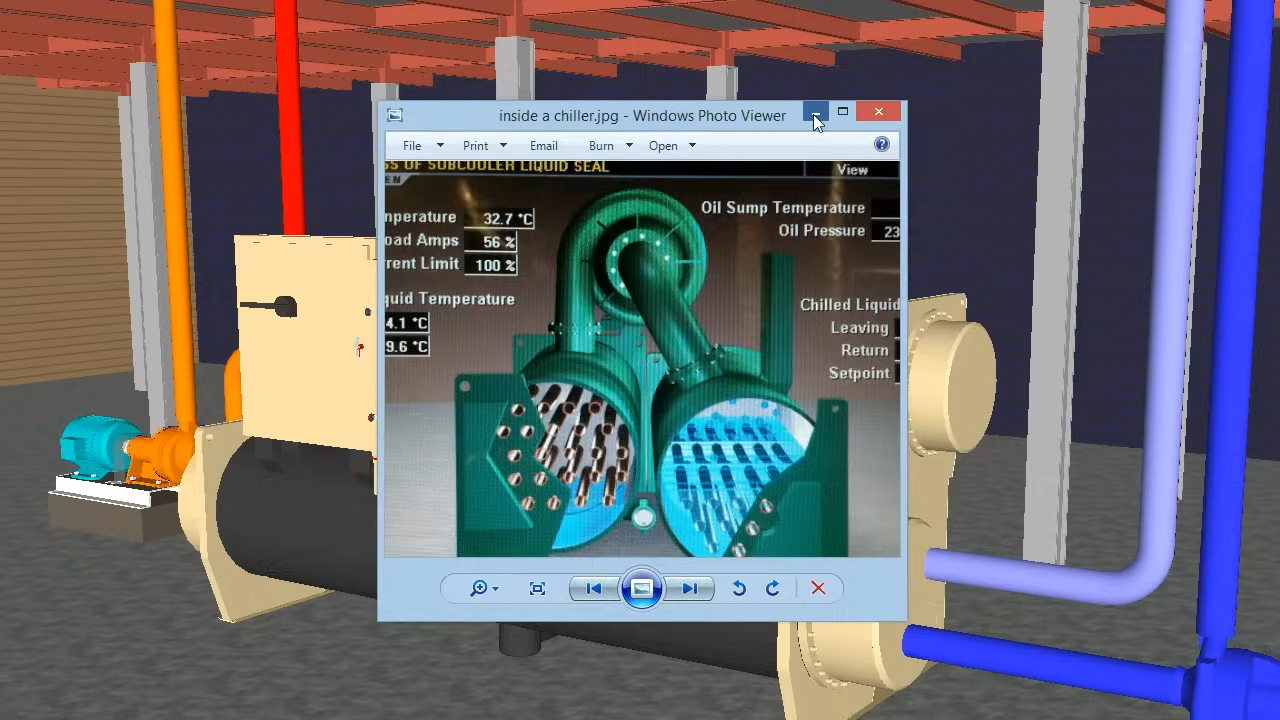 inside a chiller.jpg - Windows Photo Viewer
File Print Email Burn Open
SS OF SUBCOOLER LIQUID SEAL
View
EN
nperature 32.7 °C
oad Amps 56 %
rrent Limit 100 %
quid Temperature
4.1 °C
9.6 °C
Oil Sump Temperature
Oil Pressure 23
Chilled Liquid
Leaving
Return
Setpoint